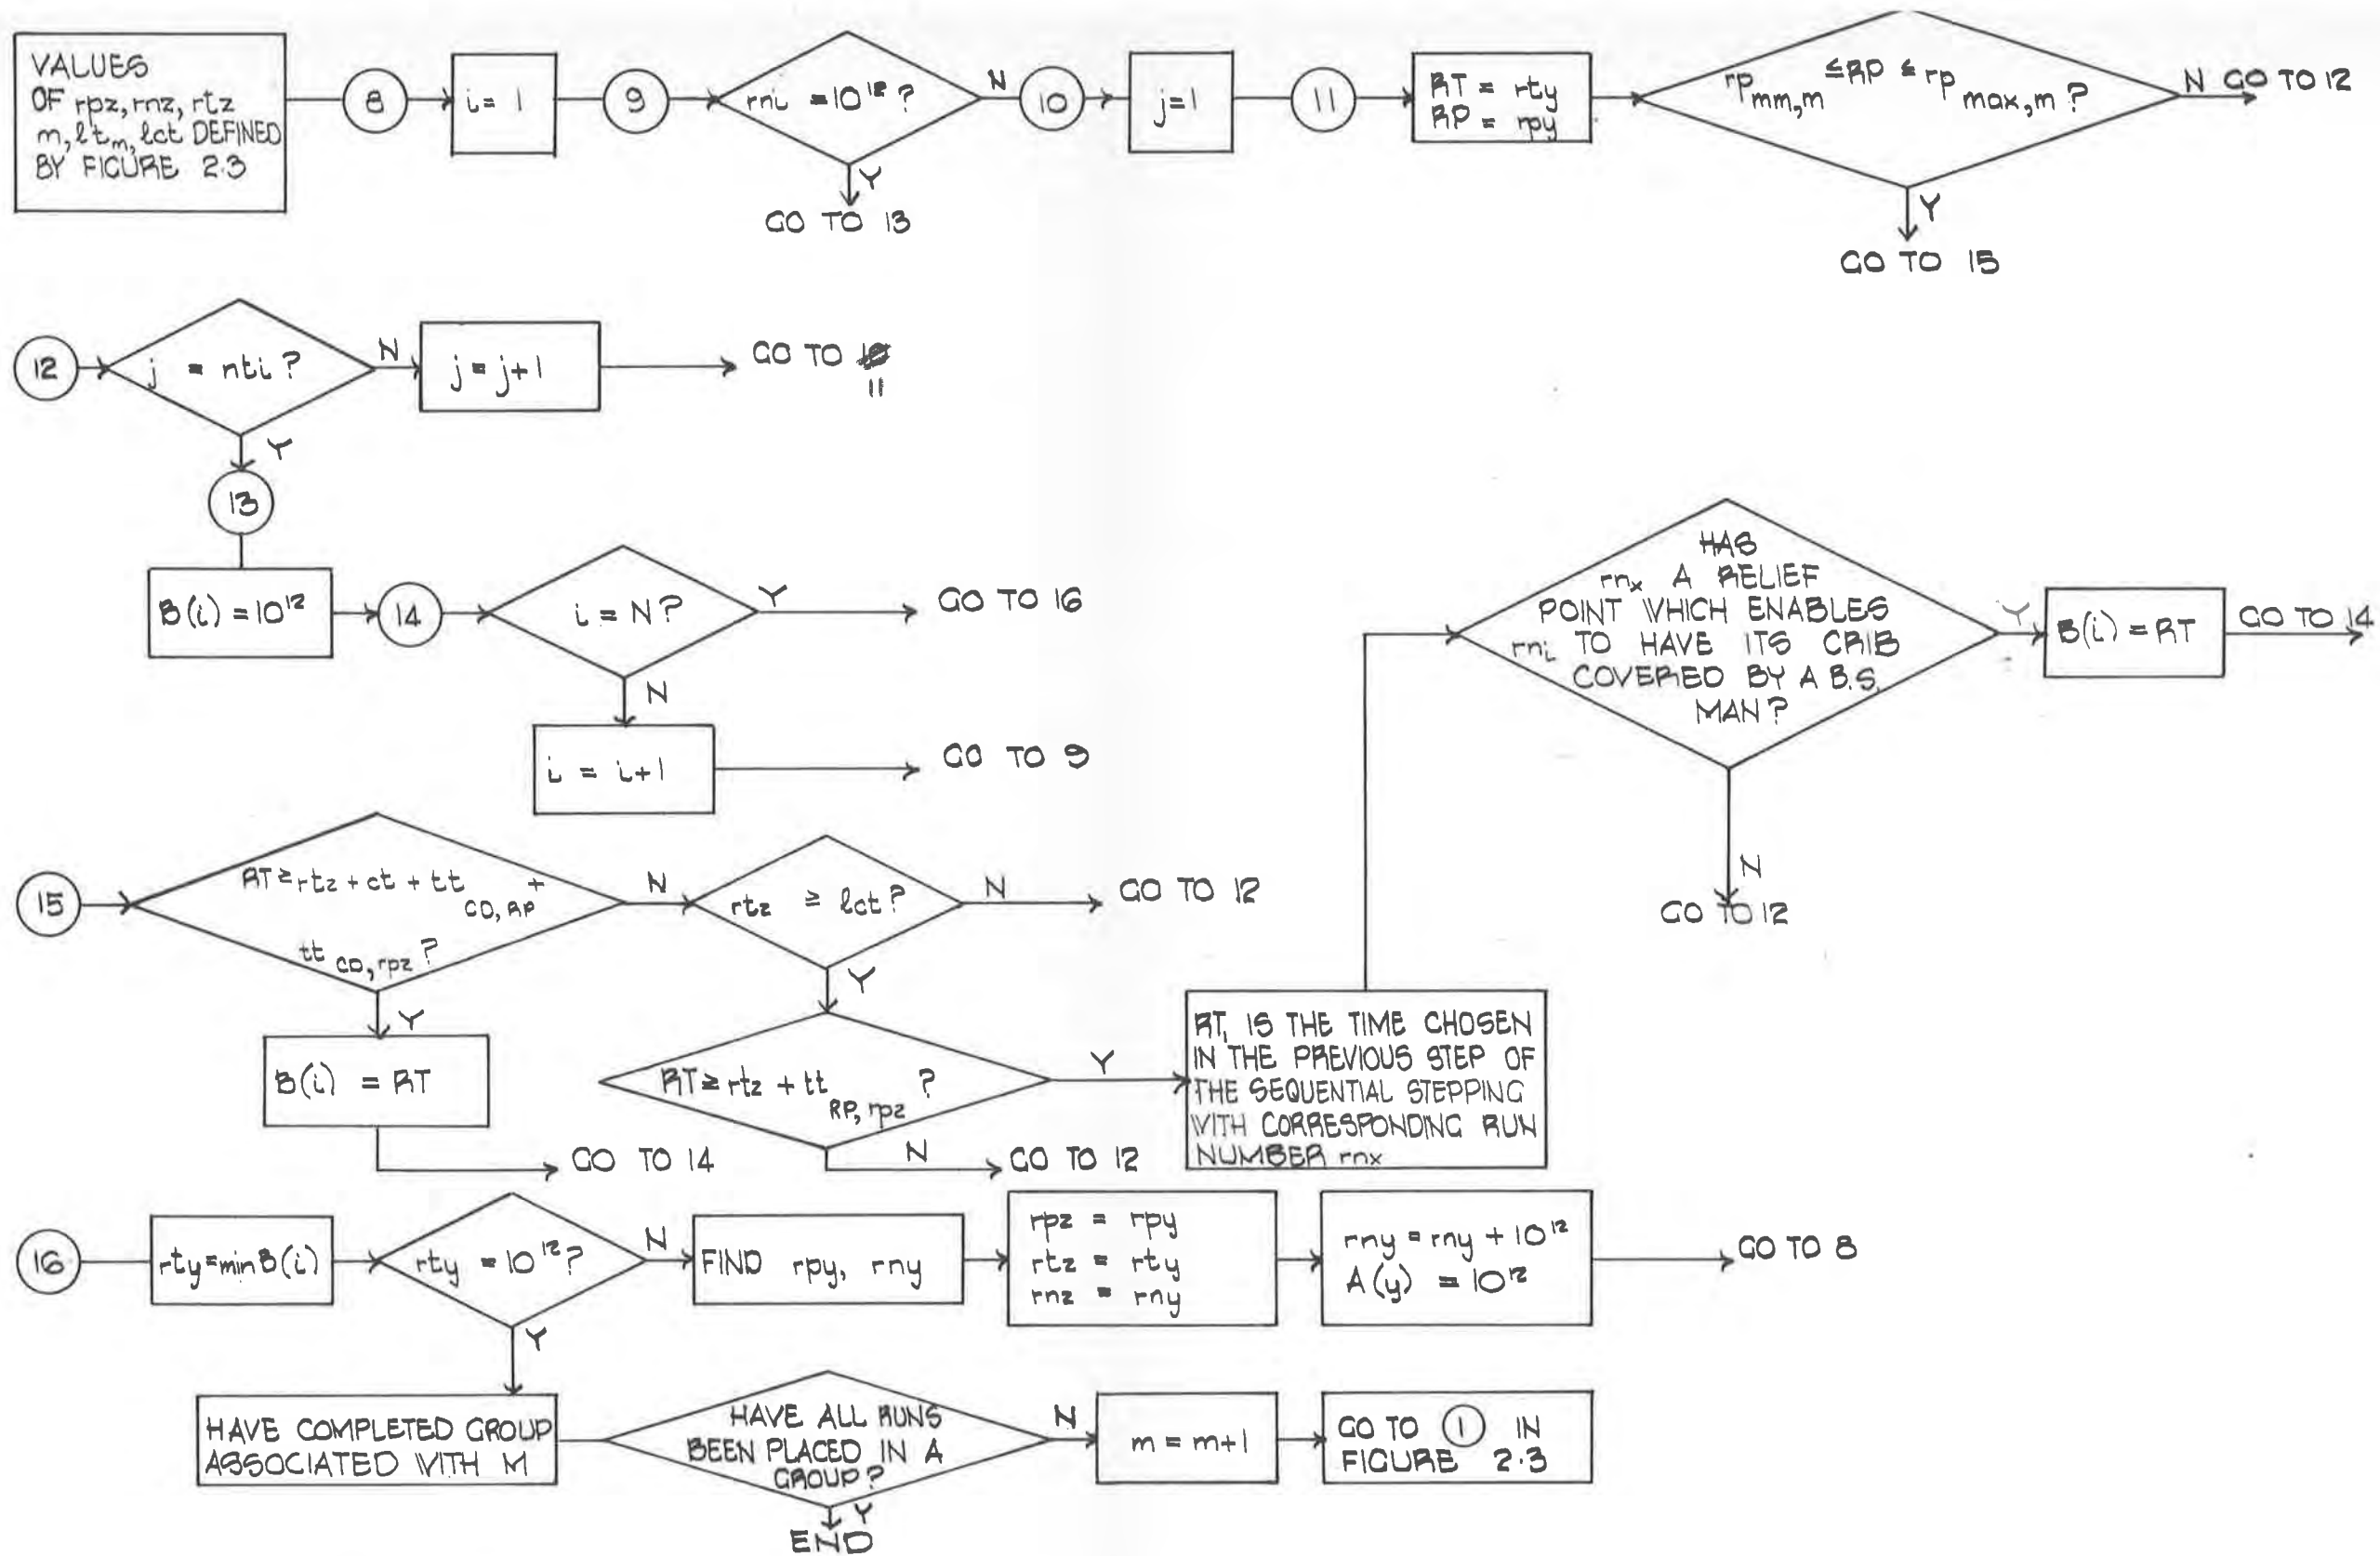 VALUES
OF rpz, rnz, rtz
m, ltₘ, lct DEFINED
BY FIGURE 2.3
8
i = 1
9
rni = 10¹² ?
N
Y
GO TO 13
10
j=1
11
RT = rty
RP = rpy
rp mm,m ≤ RP ≤ rp max,m ?
N GO TO 12
Y
GO TO 15
12
j = nti ?
N
j = j+1
GO TO 10
11
Y
13
B(i) = 10¹²
14
i = N ?
Y
GO TO 16
N
i = i+1
GO TO 9
HAS
rnₓ A RELIEF
POINT WHICH ENABLES
rnᵢ TO HAVE ITS CRIB
COVERED BY A B.S.
MAN?
Y
B(i) = RT
GO TO 14
N
GO TO 12
15
RT ≥ rtz + ct + tt CD, RP +
tt CD, rpz ?
N
rtz ≥ lct ?
N
GO TO 12
Y
B(i) = RT
GO TO 14
Y
RT ≥ rtz + tt RP, rpz ?
Y
N
GO TO 12
RT, IS THE TIME CHOSEN
IN THE PREVIOUS STEP OF
THE SEQUENTIAL STEPPING
WITH CORRESPONDING RUN
NUMBER rnx
16
rty = min B(i)
rty = 10¹² ?
N
FIND rpy, rny
rpz = rpy
rtz = rty
rnz = rny
rny = rny + 10¹²
A(y) = 10¹²
GO TO 8
Y
HAVE COMPLETED GROUP
ASSOCIATED WITH M
HAVE ALL RUNS
BEEN PLACED IN A
GROUP?
N
m = m+1
GO TO 1 IN
FIGURE 2.3
Y
END